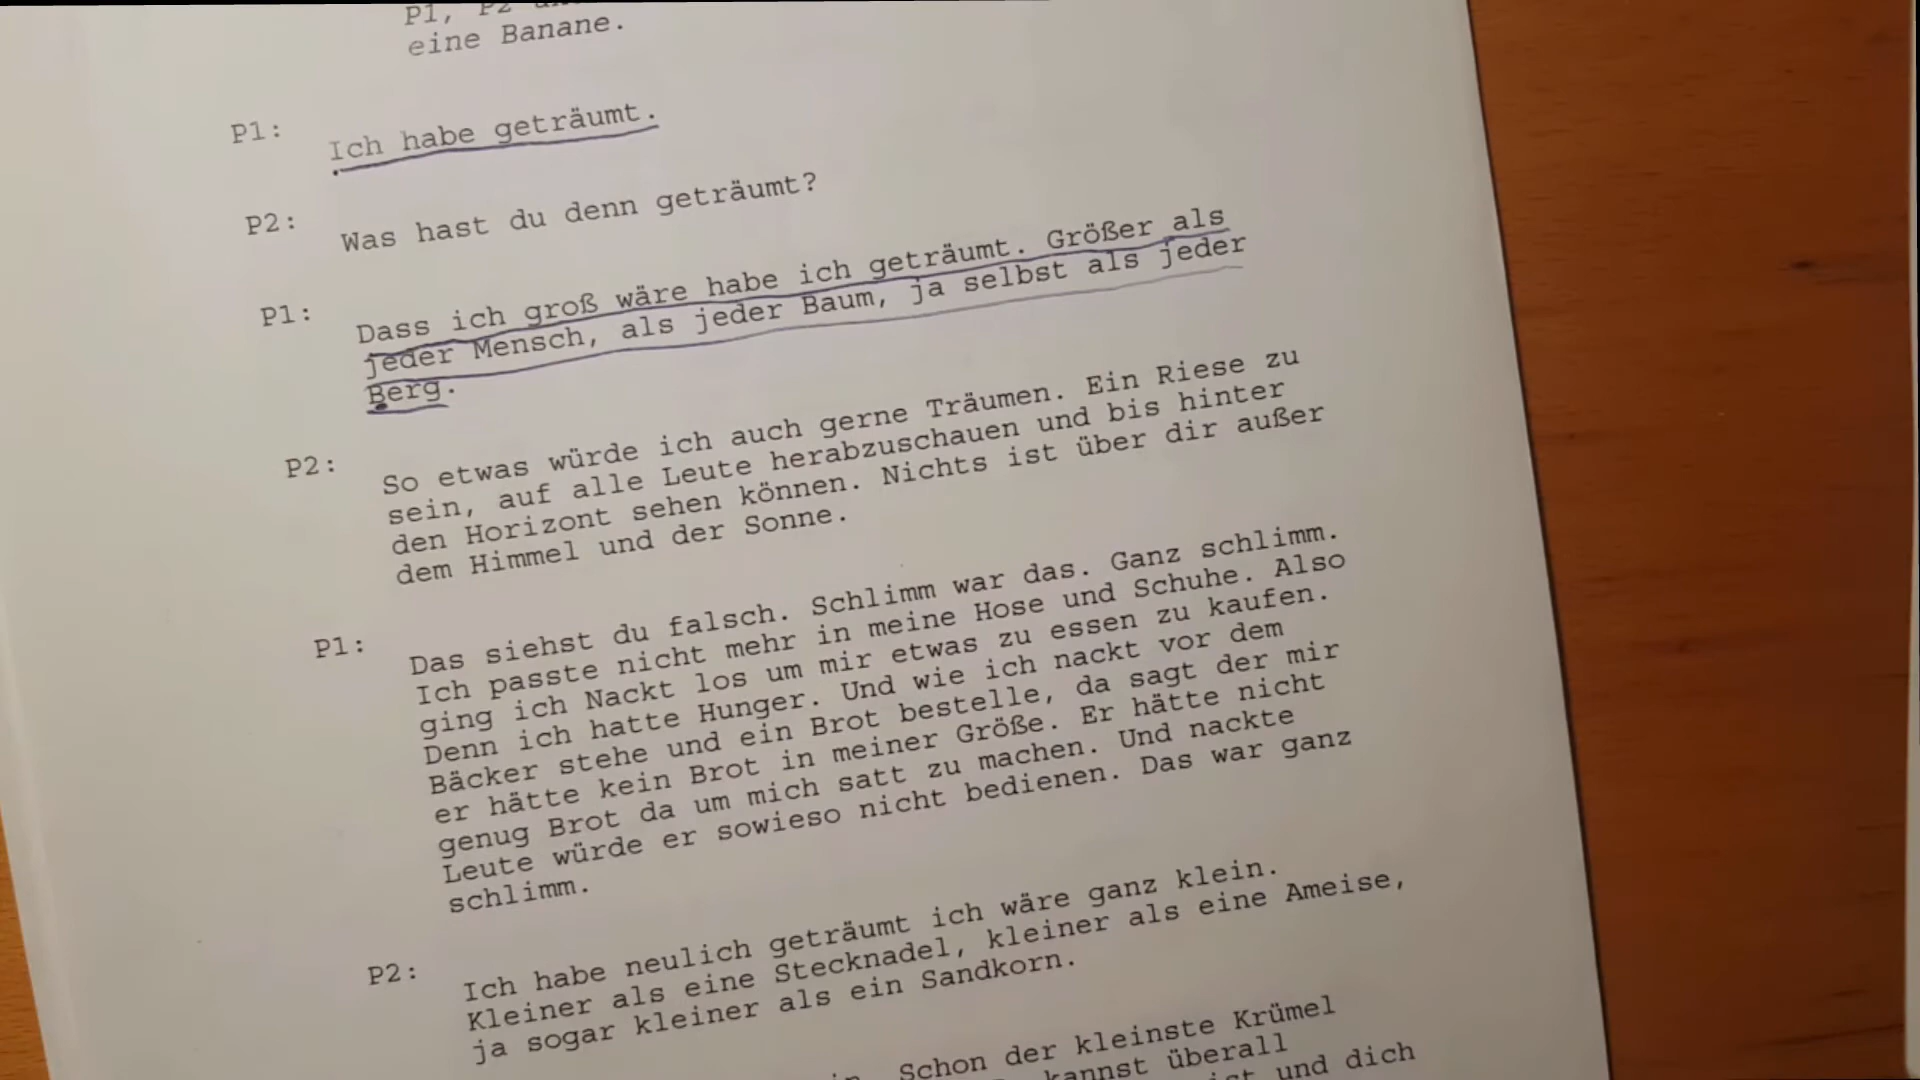 P1, P2
eine Banane.
P1: Ich habe geträumt.
P2: Was hast du denn geträumt?
P1: Dass ich groß wäre habe ich geträumt. Größer als
jeder Mensch, als jeder Baum, ja selbst als jeder
Berg.
P2: So etwas würde ich auch gerne Träumen. Ein Riese zu
sein, auf alle Leute herabzuschauen und bis hinter
den Horizont sehen können. Nichts ist über dir außer
dem Himmel und der Sonne.
P1: Das siehst du falsch. Schlimm war das. Ganz schlimm.
Ich passte nicht mehr in meine Hose und Schuhe. Also
ging ich Nackt los um mir etwas zu essen zu kaufen.
Denn ich hatte Hunger. Und wie ich nackt vor dem
Bäcker stehe und ein Brot bestelle, da sagt der mir
er hätte kein Brot in meiner Größe. Er hätte nicht
genug Brot da um mich satt zu machen. Und nackte
Leute würde er sowieso nicht bedienen. Das war ganz
schlimm.
P2: Ich habe neulich geträumt ich wäre ganz klein.
Kleiner als eine Stecknadel, kleiner als eine Ameise,
ja sogar kleiner als ein Sandkorn.
Schon der kleinste Krümel
kannst überall
und dich